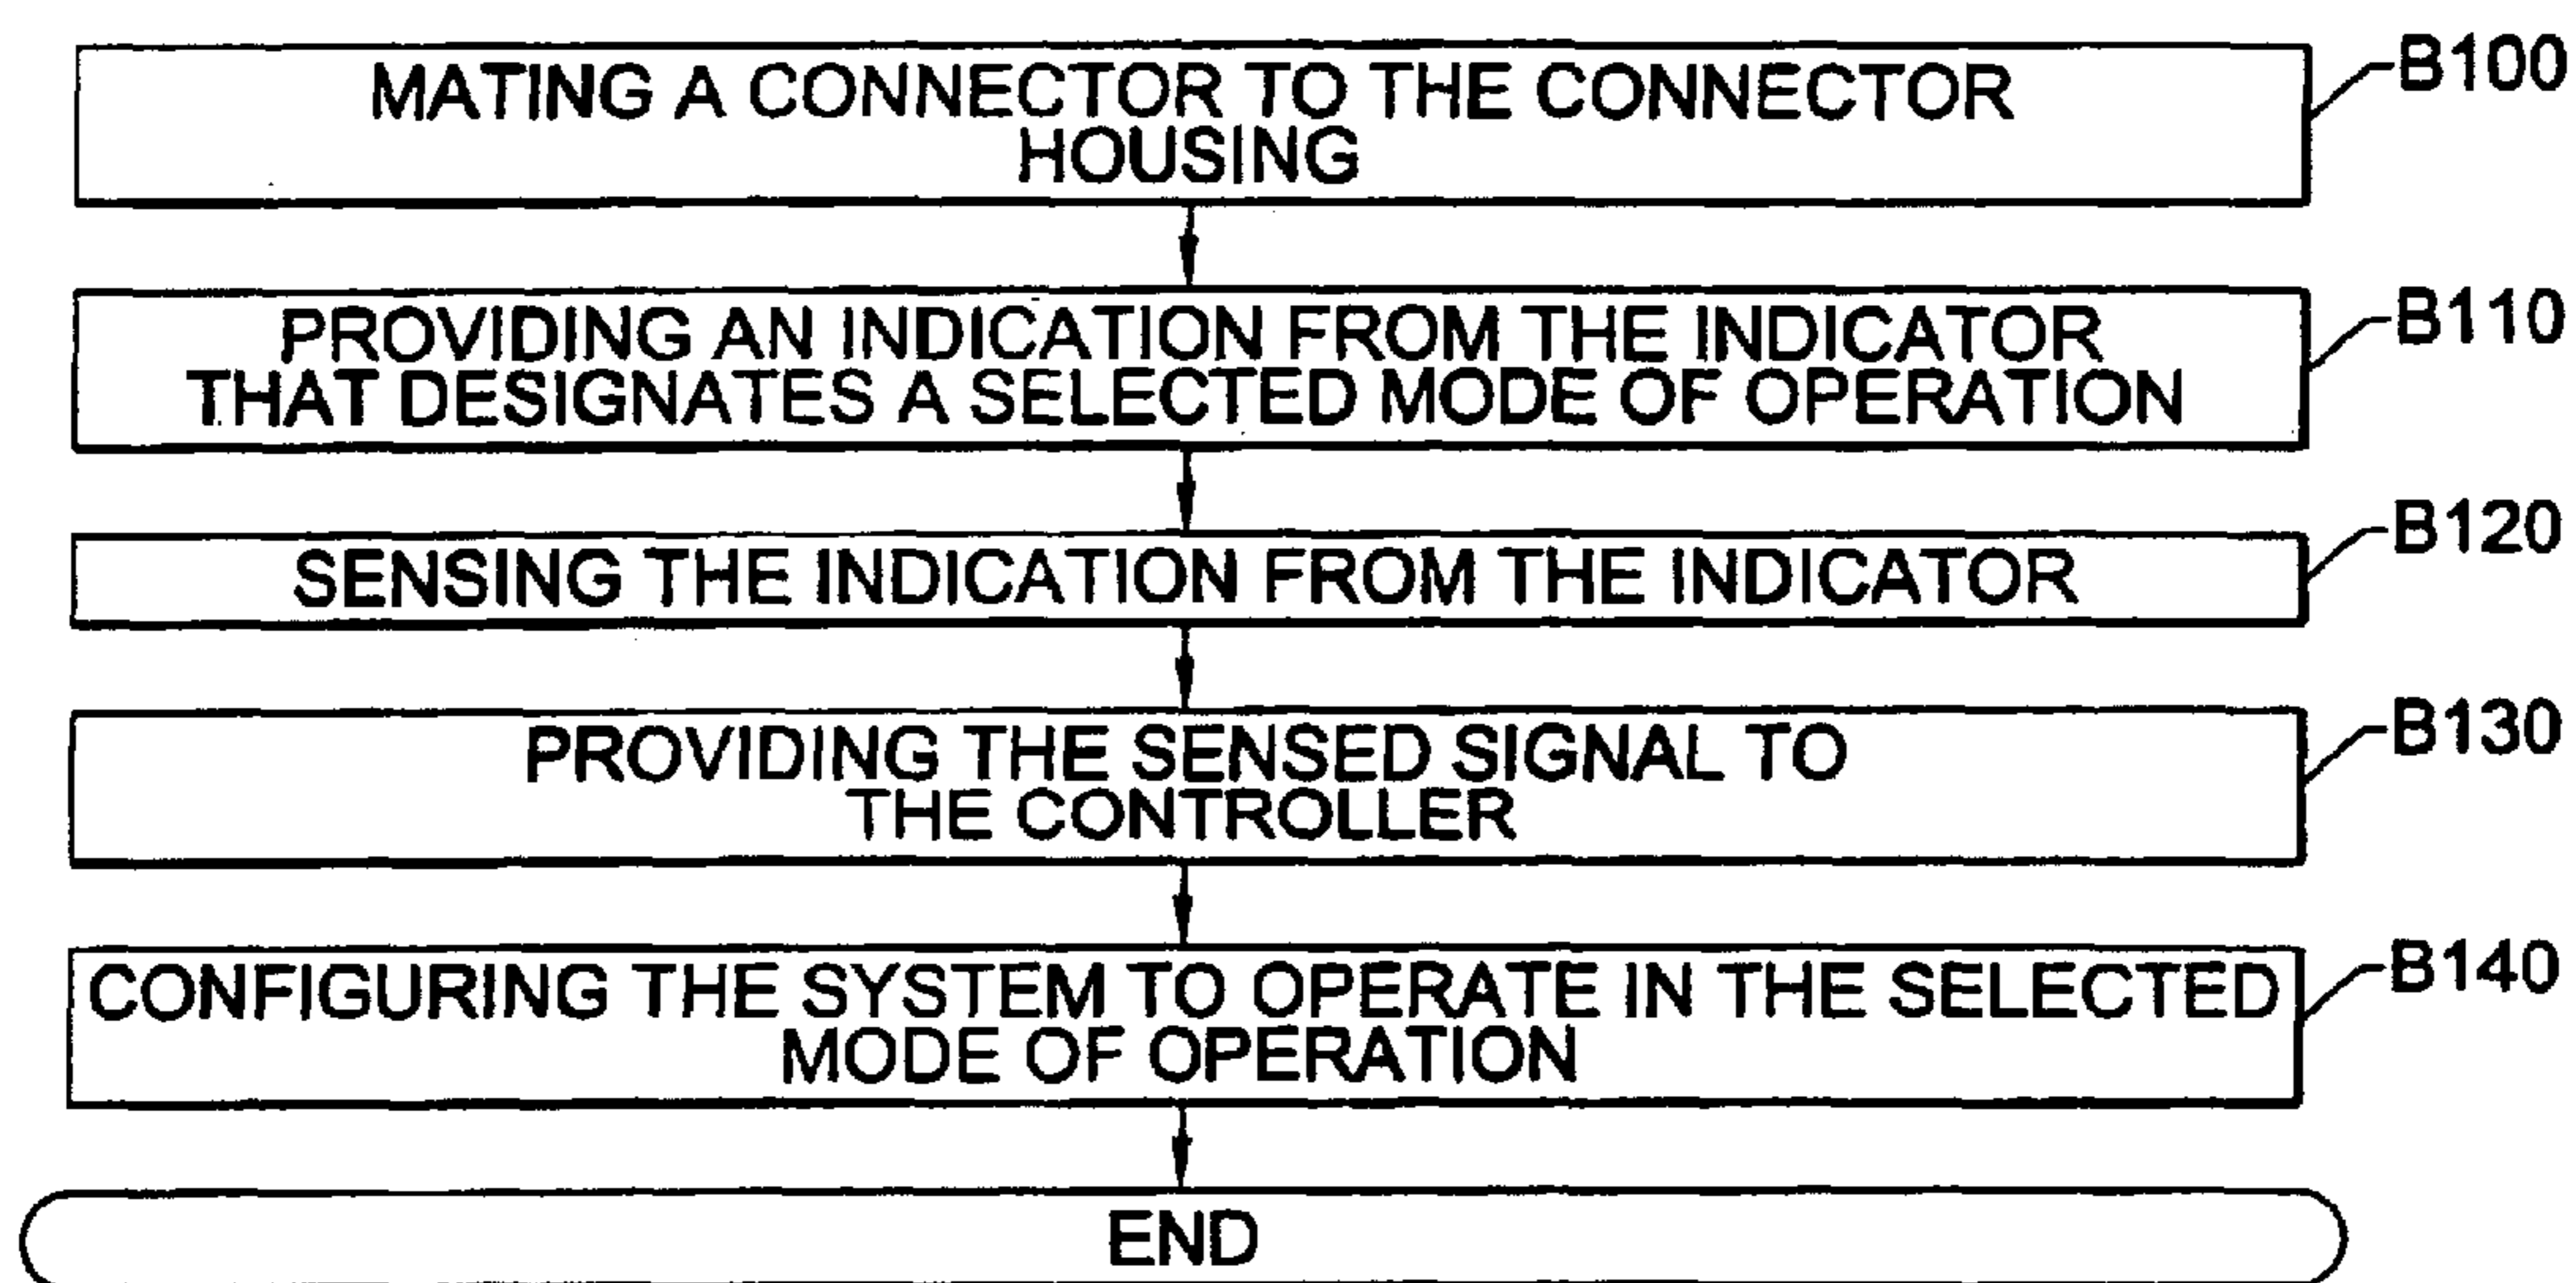 MATING A CONNECTOR TO THE CONNECTOR
HOUSING
B100
PROVIDING AN INDICATION FROM THE INDICATOR
THAT DESIGNATES A SELECTED MODE OF OPERATION
B110
SENSING THE INDICATION FROM THE INDICATOR
B120
PROVIDING THE SENSED SIGNAL TO
THE CONTROLLER
B130
CONFIGURING THE SYSTEM TO OPERATE IN THE SELECTED
MODE OF OPERATION
B140
END